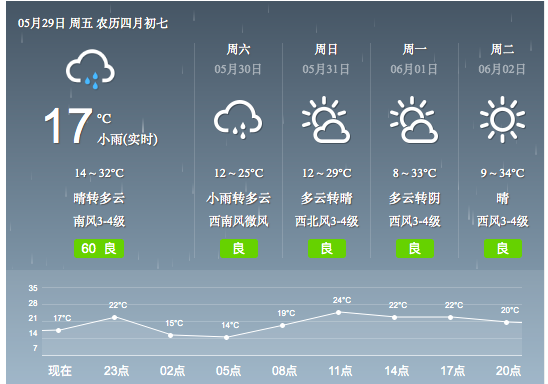 05月29日 周五 农历四月初七
17 °C
小雨(实时)
14～32℃
晴转多云
南风3-4级
60 良
周六
05月30日
12～25℃
小雨转多云
西南风微风
良
周日
05月31日
12～29℃
多云转晴
西北风3-4级
良
周一
06月01日
8～33℃
多云转阴
西风3-4级
良
周二
06月02日
9～34℃
晴
西风3-4级
良
35
28
21
14
7
17°C
22°C
15°C
14°C
19°C
24°C
22°C
22°C
20°C
现在 23点 02点 05点 08点 11点 14点 17点 20点